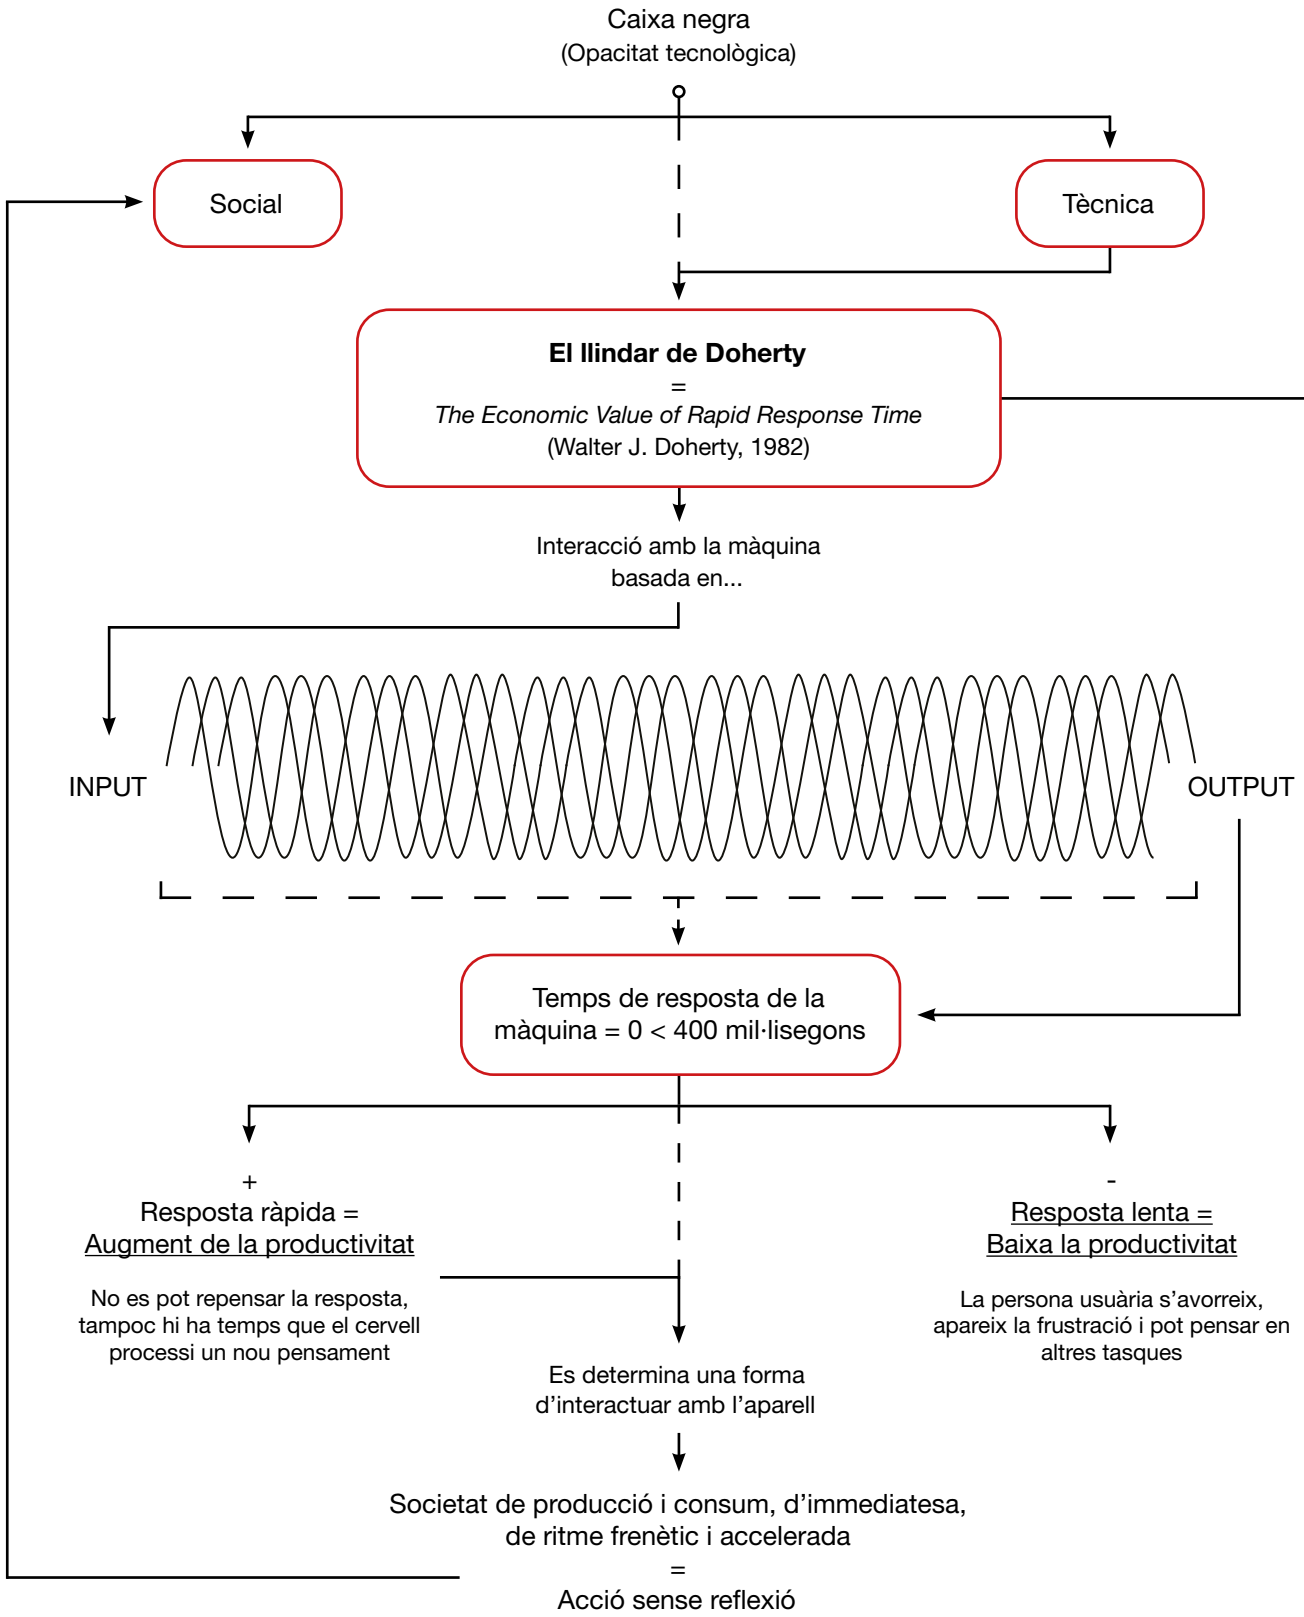 Caixa negra
(Opacitat tecnològica)
Social
Tècnica
El llindar de Doherty
=
The Economic Value of Rapid Response Time
(Walter J. Doherty, 1982)
Interacció amb la màquina
basada en...
INPUT
OUTPUT
Temps de resposta de la
màquina = 0 < 400 mil·lisegons
+
Resposta ràpida =
Augment de la productivitat
No es pot repensar la resposta,
tampoc hi ha temps que el cervell
processi un nou pensament
-
Resposta lenta =
Baixa la productivitat
La persona usuària s’avorreix,
apareix la frustració i pot pensar en
altres tasques
Es determina una forma
d’interactuar amb l’aparell
Societat de producció i consum, d’immediatesa,
de ritme frenètic i accelerada
=
Acció sense reflexió